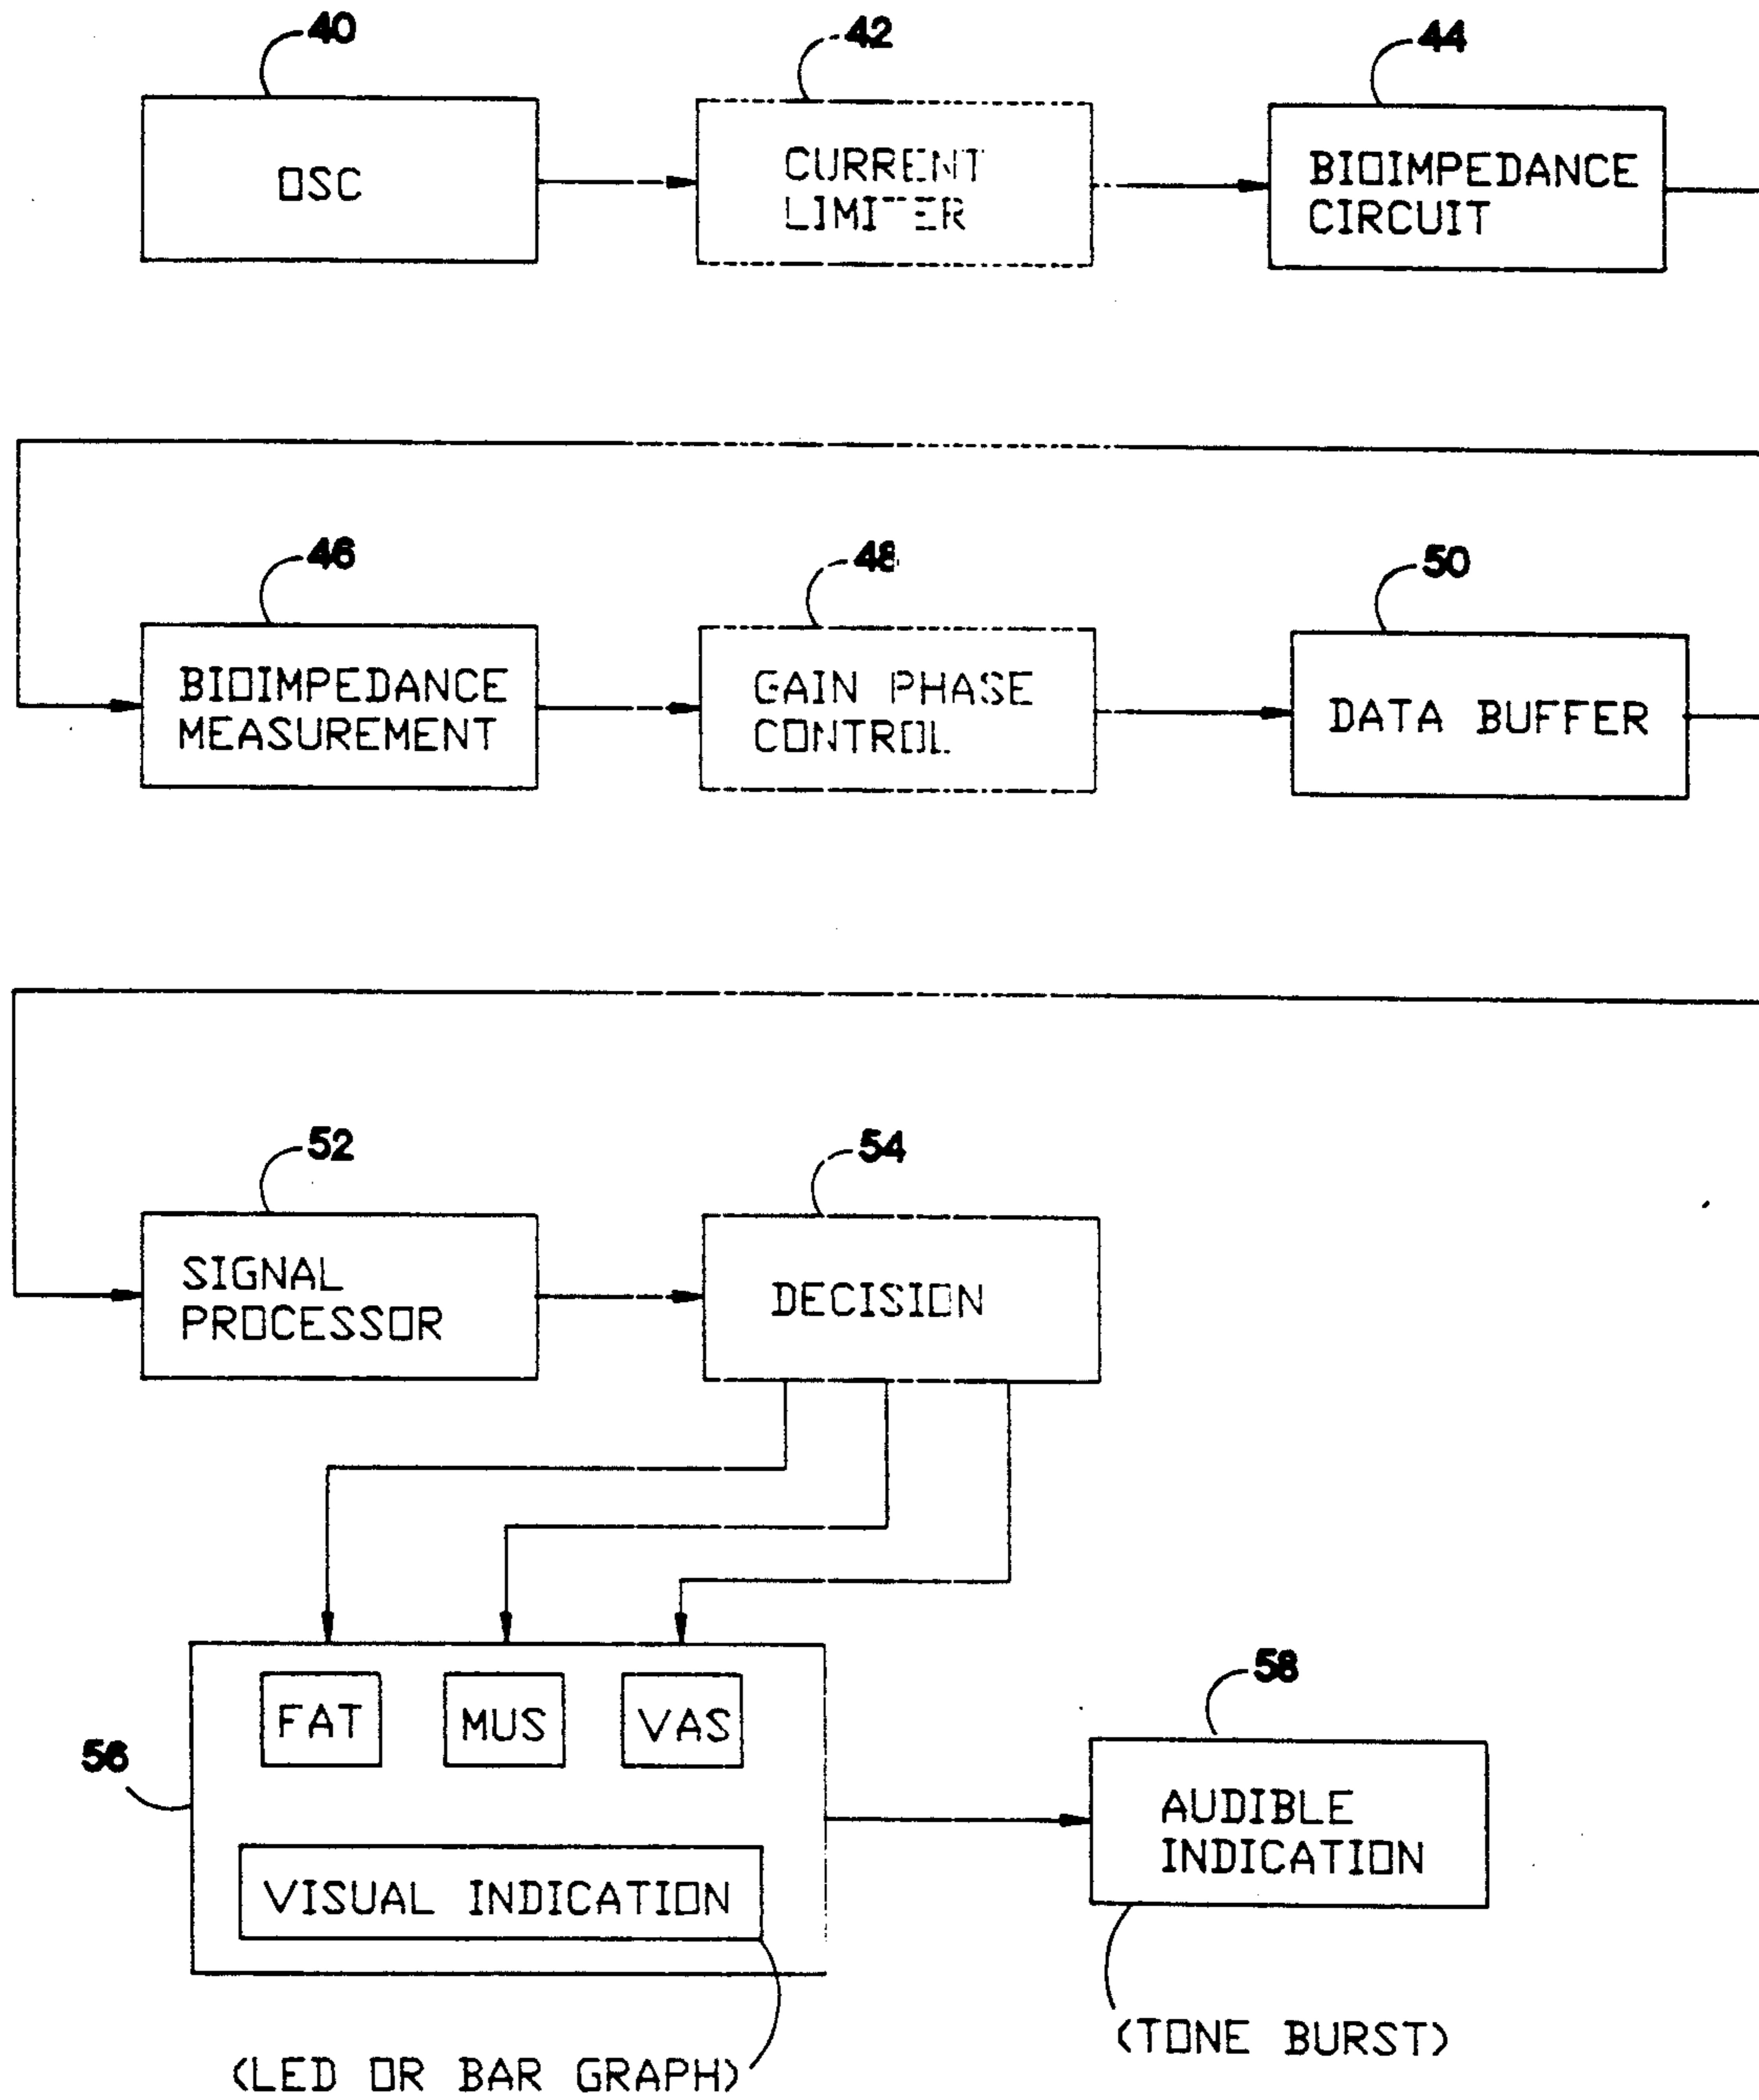 40
42
44
OSC
CURRENT
LIMITER
BIOIMPEDANCE
CIRCUIT
46
48
50
BIOIMPEDANCE
MEASUREMENT
GAIN PHASE
CONTROL
DATA BUFFER
52
54
SIGNAL
PROCESSOR
DECISION
FAT
MUS
VAS
56
58
VISUAL INDICATION
AUDIBLE
INDICATION
(LED OR BAR GRAPH)
(TONE BURST)